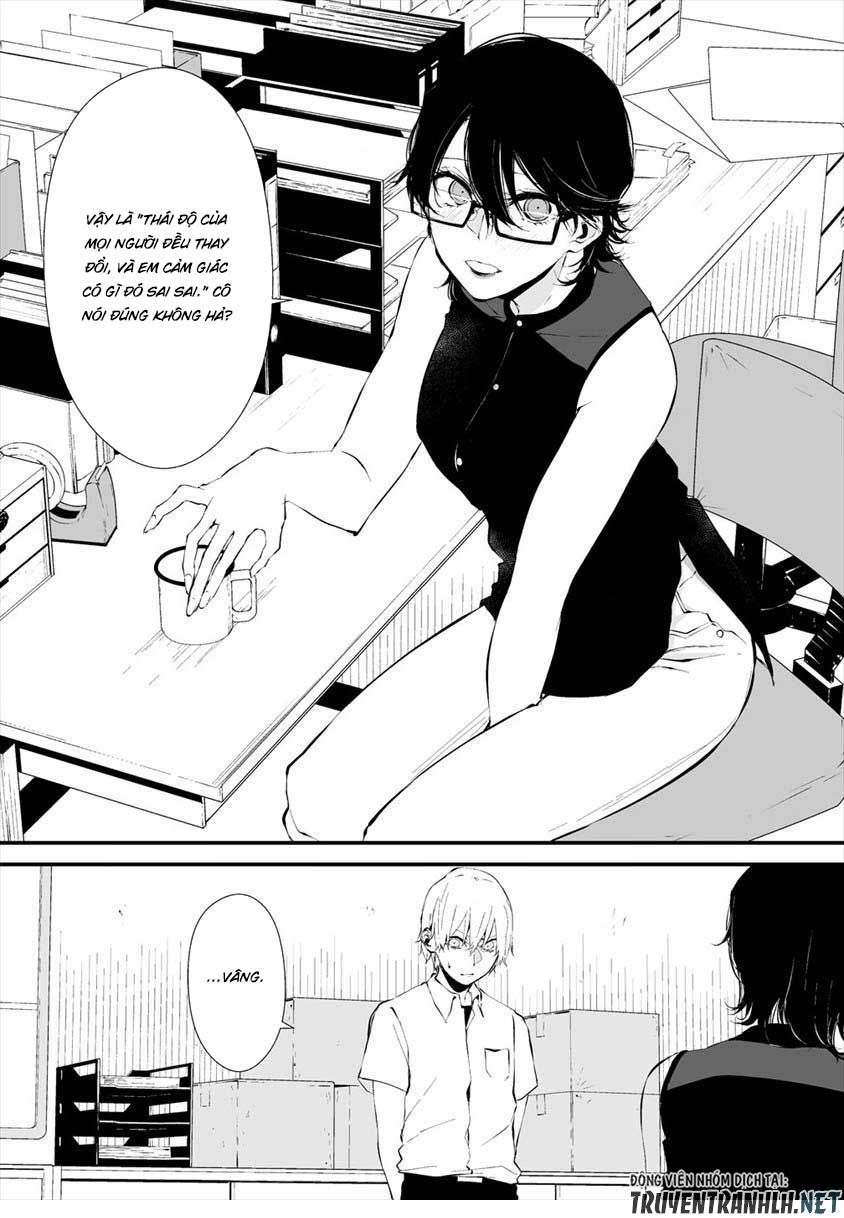 VẬY LÀ "THÁI ĐỘ CỦA
MỌI NGƯỜI ĐỀU THAY
ĐỔI, VÀ EM CẢM GIÁC
CÓ GÌ ĐÓ SAI SAI." CÔ
NÓI ĐÚNG KHÔNG HẢ?
...VÂNG.
ĐỘNG VIÊN NHÓM DỊCH TẠI:
TRUYENTRANHLH.NET